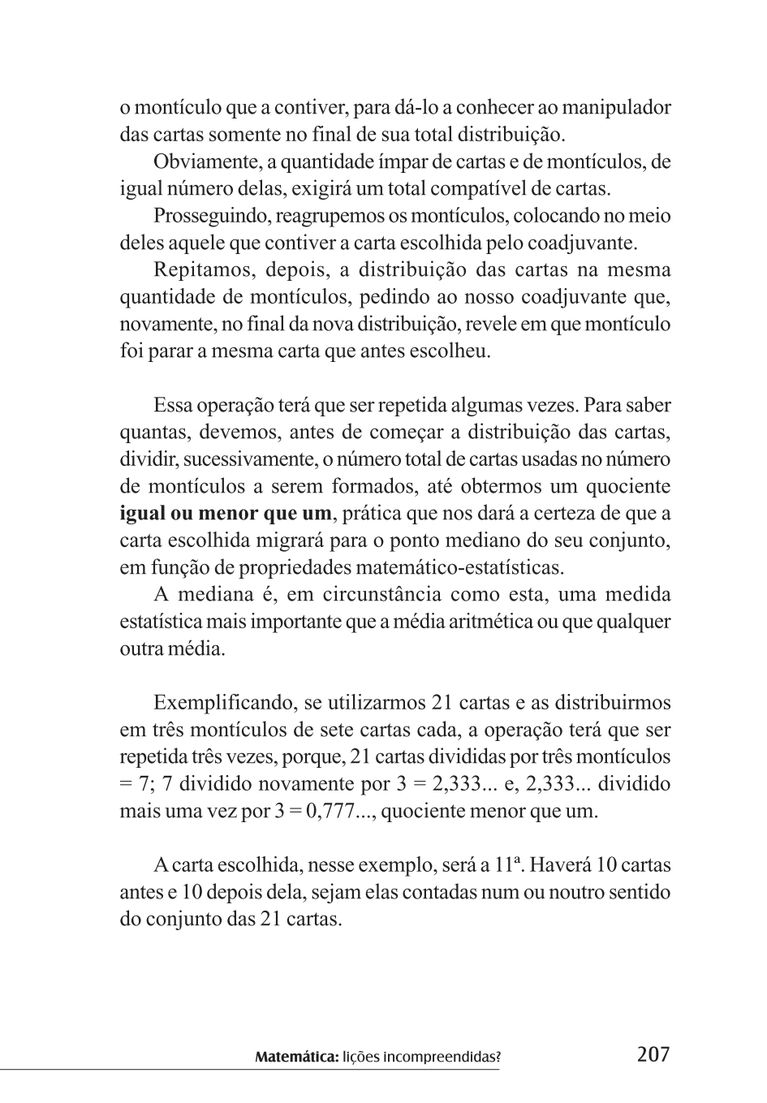 o montículo que a contiver, para dá-lo a conhecer ao manipulador
das cartas somente no final de sua total distribuição.
Obviamente, a quantidade ímpar de cartas e de montículos, de
igual número delas, exigirá um total compatível de cartas.
Prosseguindo, reagrupemos os montículos, colocando no meio
deles aquele que contiver a carta escolhida pelo coadjuvante.
Repitamos, depois, a distribuição das cartas na mesma
quantidade de montículos, pedindo ao nosso coadjuvante que,
novamente, no final da nova distribuição, revele em que montículo
foi parar a mesma carta que antes escolheu.
Essa operação terá que ser repetida algumas vezes. Para saber
quantas, devemos, antes de começar a distribuição das cartas,
dividir, sucessivamente, o número total de cartas usadas no número
de montículos a serem formados, até obtermos um quociente
igual ou menor que um, prática que nos dará a certeza de que a
carta escolhida migrará para o ponto mediano do seu conjunto,
em função de propriedades matemático-estatísticas.
A mediana é, em circunstância como esta, uma medida
estatística mais importante que a média aritmética ou que qualquer
outra média.
Exemplificando, se utilizarmos 21 cartas e as distribuirmos
em três montículos de sete cartas cada, a operação terá que ser
repetida três vezes, porque, 21 cartas divididas por três montículos
= 7; 7 dividido novamente por 3 = 2,333... e, 2,333... dividido
mais uma vez por 3 = 0,777..., quociente menor que um.
A carta escolhida, nesse exemplo, será a 11ª. Haverá 10 cartas
antes e 10 depois dela, sejam elas contadas num ou noutro sentido
do conjunto das 21 cartas.
Matemática: lições incompreendidas? 207